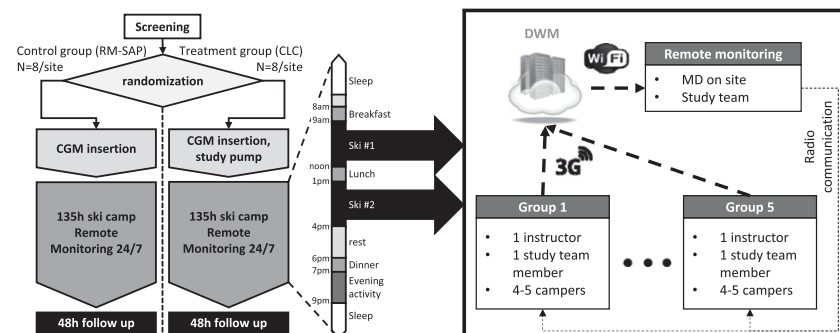 Screening
Control group (RM-SAP)
N=8/site
Treatment group (CLC)
N=8/site
randomization
CGM insertion
CGM insertion,
study pump
135h ski camp
Remote
Monitoring 24/7
135h ski camp
Remote
Monitoring 24/7
48h follow up
48h follow up
Sleep
8am
Breakfast
9am
Ski #1
noon
Lunch
1pm
Ski #2
4pm
rest
6pm
Dinner
7pm
Evening
activity
9pm
Sleep
DWM
WiFi
3G
Remote monitoring
• MD on site
• Study team
Radio
communication
Group 1
• 1 instructor
• 1 study team
member
• 4-5 campers
Group 5
• 1 instructor
• 1 study team
member
• 4-5 campers